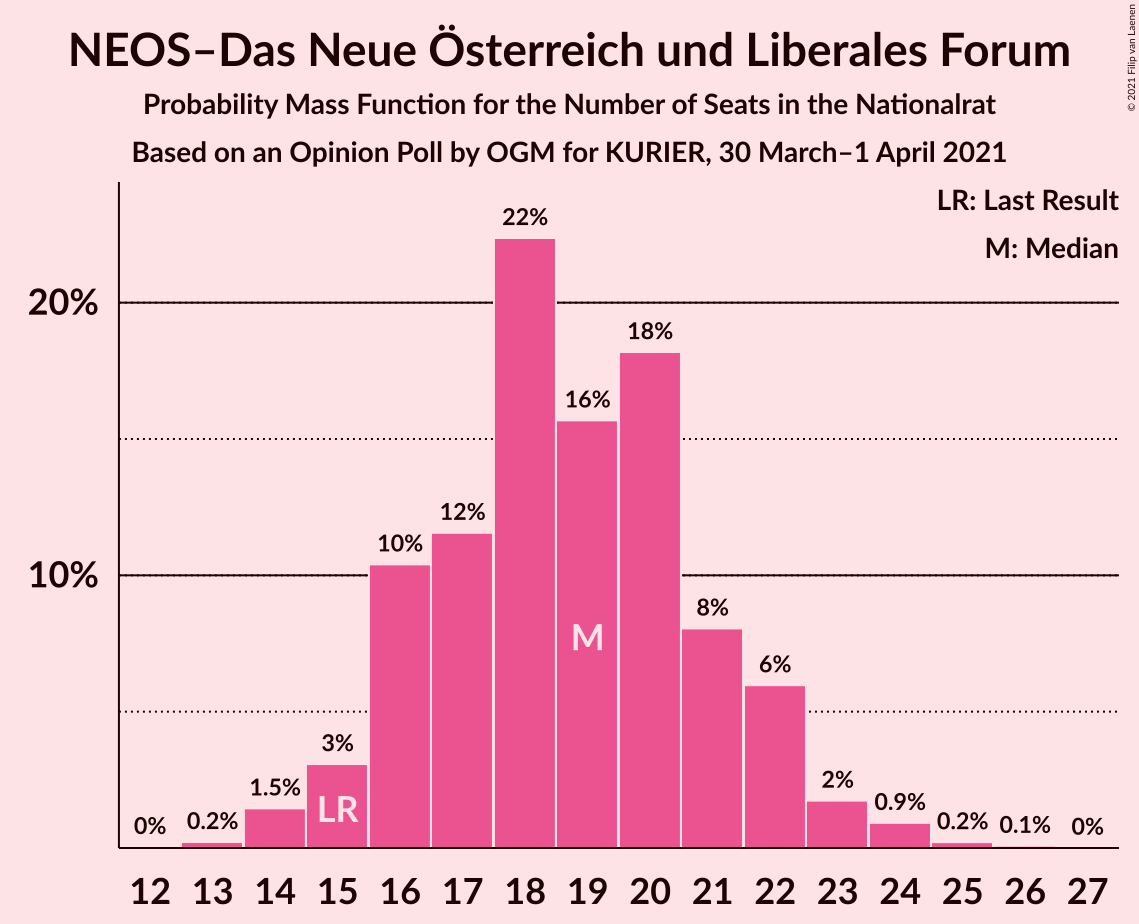 NEOS–Das Neue Österreich und Liberales Forum
Probability Mass Function for the Number of Seats in the Nationalrat
Based on an Opinion Poll by OGM for KURIER, 30 March–1 April 2021
© 2021 Filip van Laenen
LR: Last Result
M: Median
20%
10%
0%
0.2%
1.5%
3%
10%
12%
22%
16%
18%
8%
6%
2%
0.9%
0.2%
0.1%
0%
LR
M
12 13 14 15 16 17 18 19 20 21 22 23 24 25 26 27